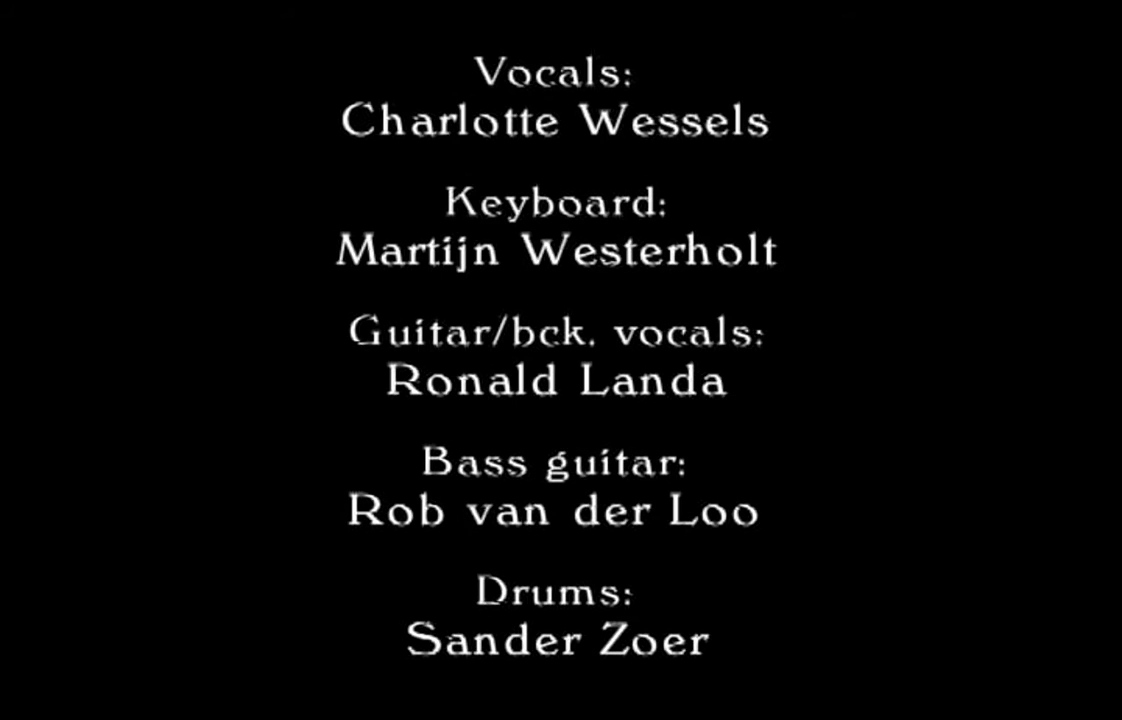 Vocals:
Charlotte Wessels
Keyboard:
Martijn Westerholt
Guitar/bck. vocals:
Ronald Landa
Bass guitar:
Rob van der Loo
Drums:
Sander Zoer